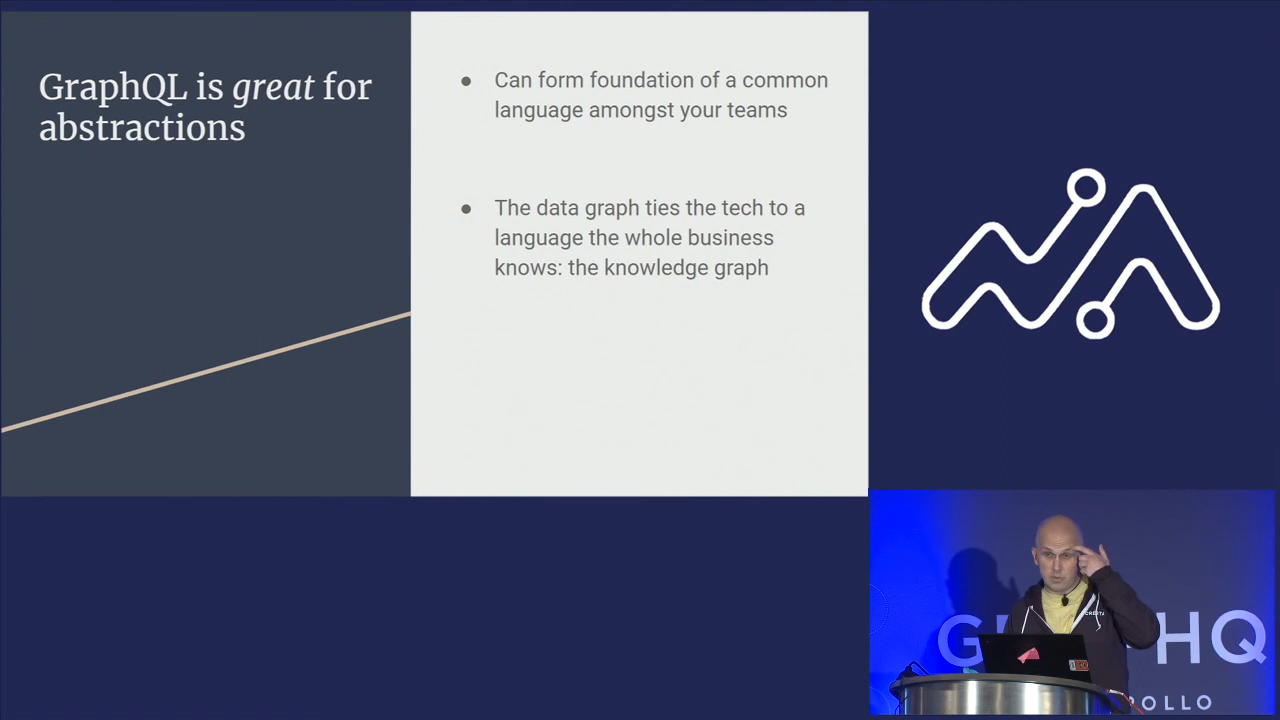 GraphQL is great for
abstractions
● Can form foundation of a common
language amongst your teams
● The data graph ties the tech to a
language the whole business
knows: the knowledge graph